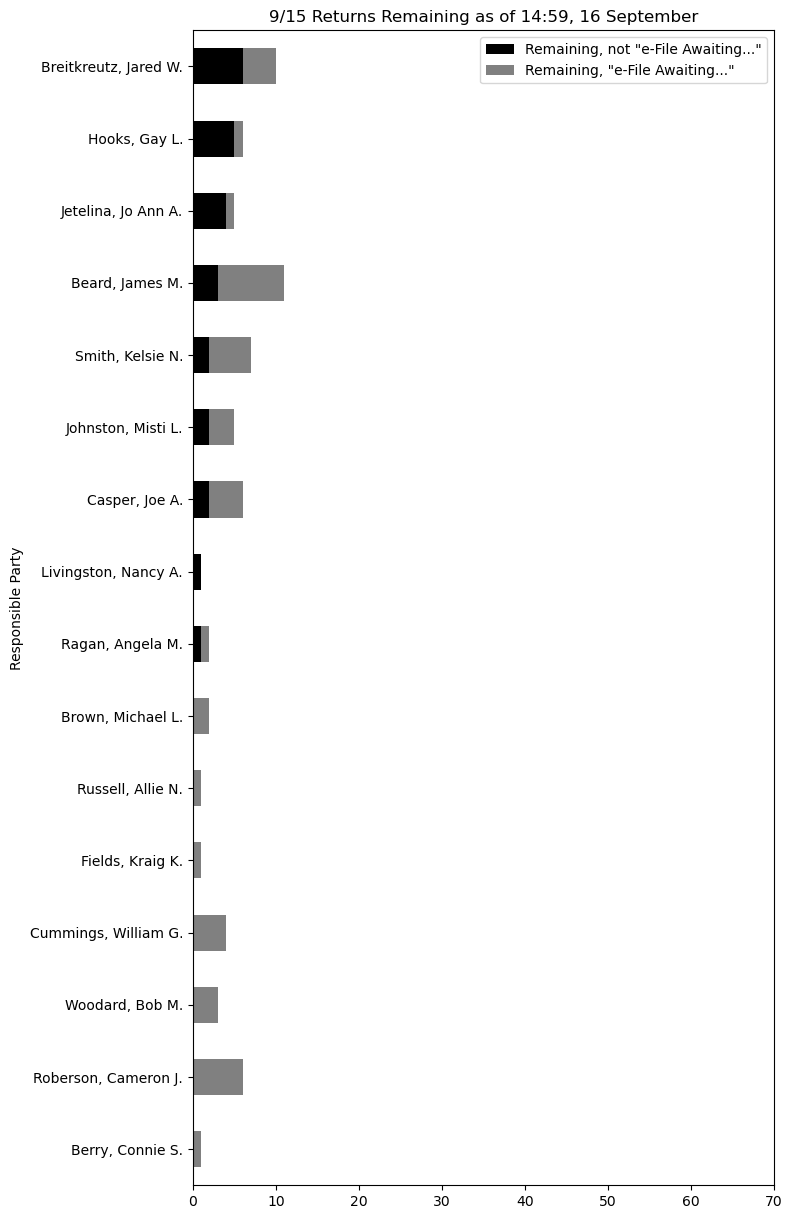 9/15 Returns Remaining as of 14:59, 16 September
Remaining, not "e-File Awaiting..."
Remaining, "e-File Awaiting..."
Responsible Party
Breitkreutz, Jared W.
Hooks, Gay L.
Jetelina, Jo Ann A.
Beard, James M.
Smith, Kelsie N.
Johnston, Misti L.
Casper, Joe A.
Livingston, Nancy A.
Ragan, Angela M.
Brown, Michael L.
Russell, Allie N.
Fields, Kraig K.
Cummings, William G.
Woodard, Bob M.
Roberson, Cameron J.
Berry, Connie S.
0 10 20 30 40 50 60 70